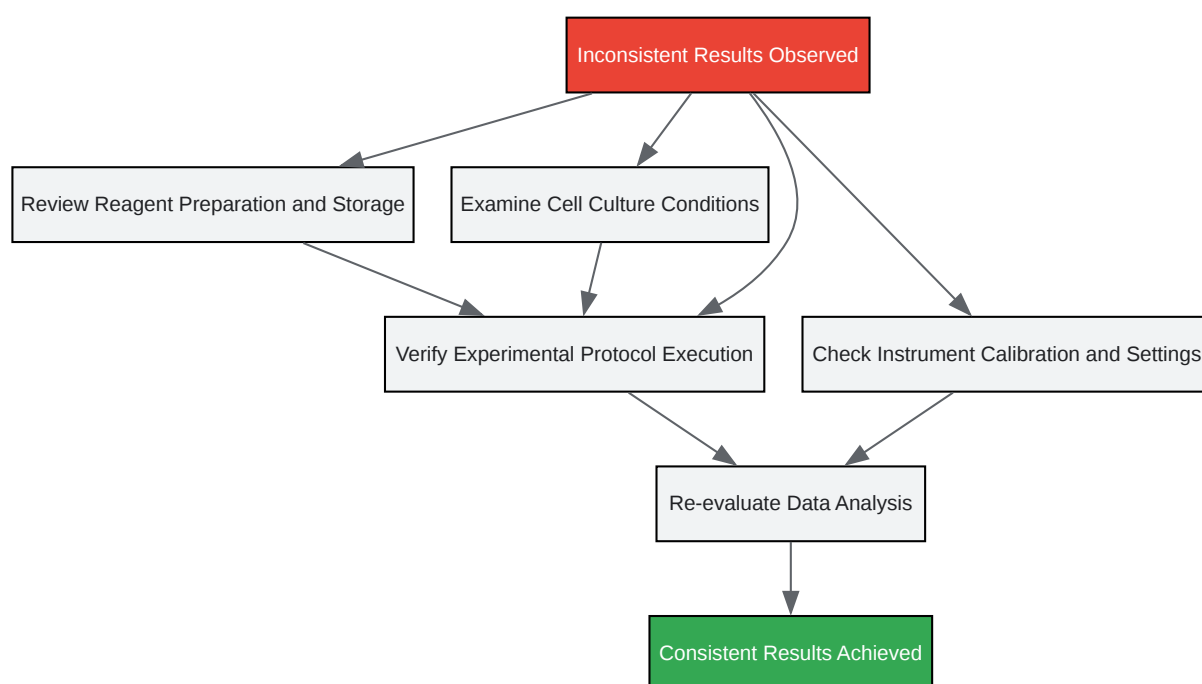 Inconsistent Results Observed
Review Reagent Preparation and Storage
Examine Cell Culture Conditions
Verify Experimental Protocol Execution
Check Instrument Calibration and Settings
Re-evaluate Data Analysis
Consistent Results Achieved